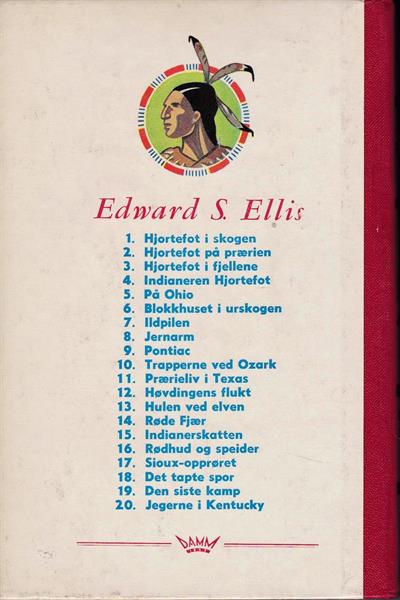 Edward S. Ellis
1. Hjortefot i skogen
2. Hjortefot på prærien
3. Hjortefot i fjellene
4. Indianeren Hjortefot
5. På Ohio
6. Blokkhuset i urskogen
7. Ildpilen
8. Jernarm
9. Pontiac
10. Trapperne ved Ozark
11. Prærieliv i Texas
12. Høvdingens flukt
13. Hulen ved elven
14. Røde Fjær
15. Indianerskatten
16. Rødhud og speider
17. Sioux-opprøret
18. Det tapte spor
19. Den siste kamp
20. Jegerne i Kentucky
DAMM